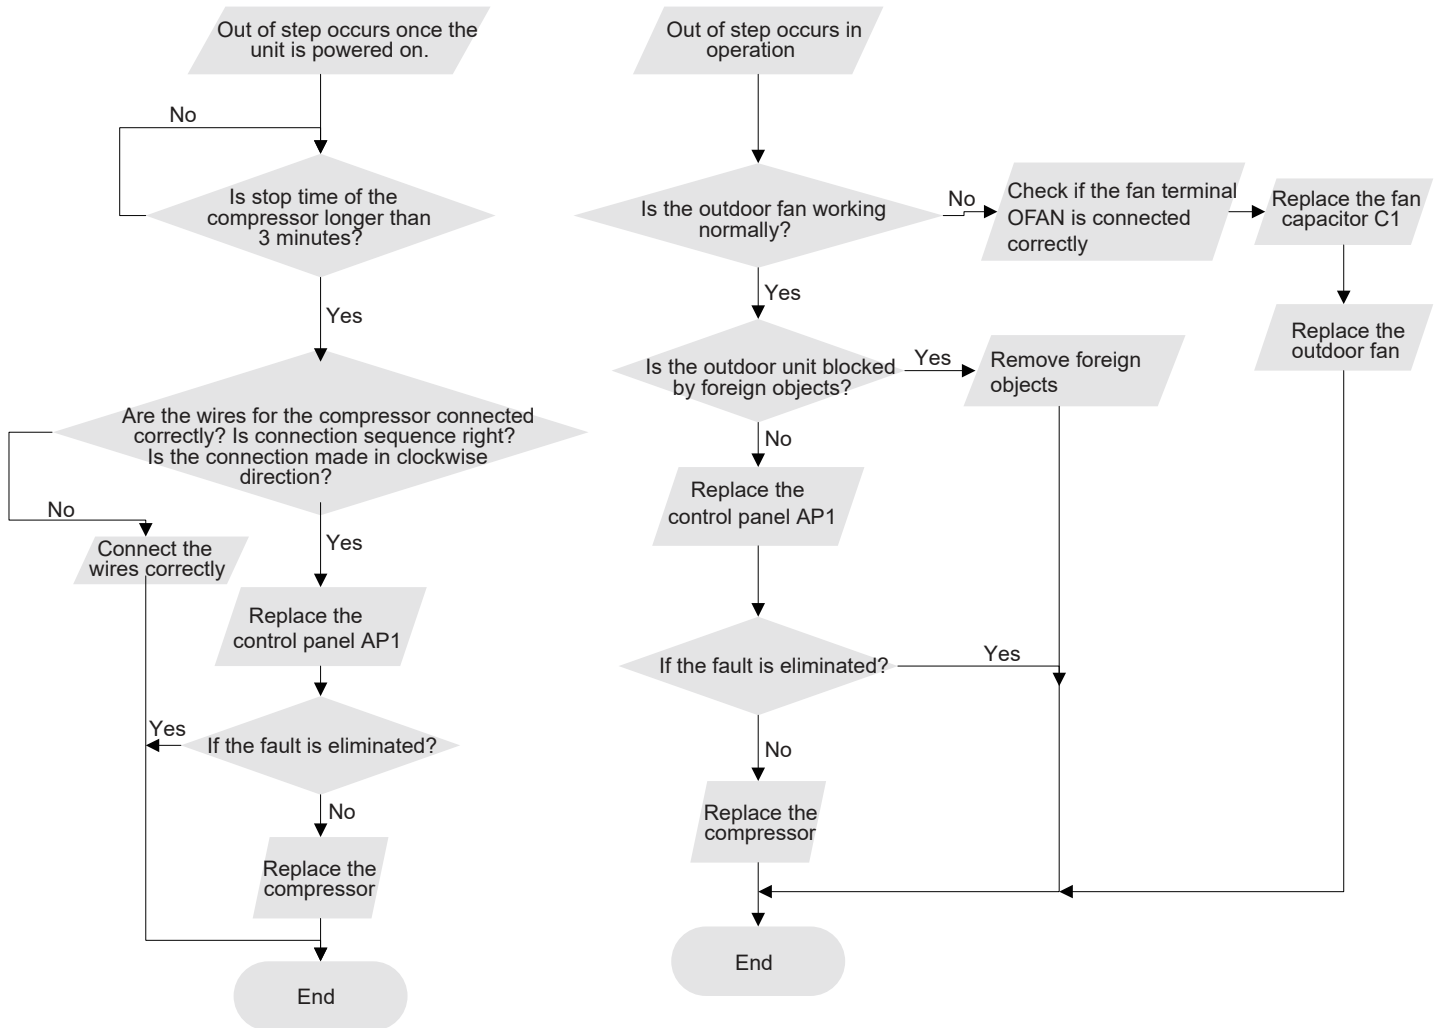 Out of step occurs once the
unit is powered on.
No
Is stop time of the
compressor longer than
3 minutes?
Yes
Are the wires for the compressor connected
correctly? Is connection sequence right?
Is the connection made in clockwise
direction?
No
Connect the
wires correctly
Yes
Replace the
control panel AP1
Yes
If the fault is eliminated?
No
Replace the
compressor
End
Out of step occurs in
operation
Is the outdoor fan working
normally?
No
Check if the fan terminal
OFAN is connected
correctly
Replace the fan
capacitor C1
Replace the
outdoor fan
Yes
Is the outdoor unit blocked
by foreign objects?
Yes
Remove foreign
objects
No
Replace the
control panel AP1
If the fault is eliminated?
Yes
No
Replace the
compressor
End